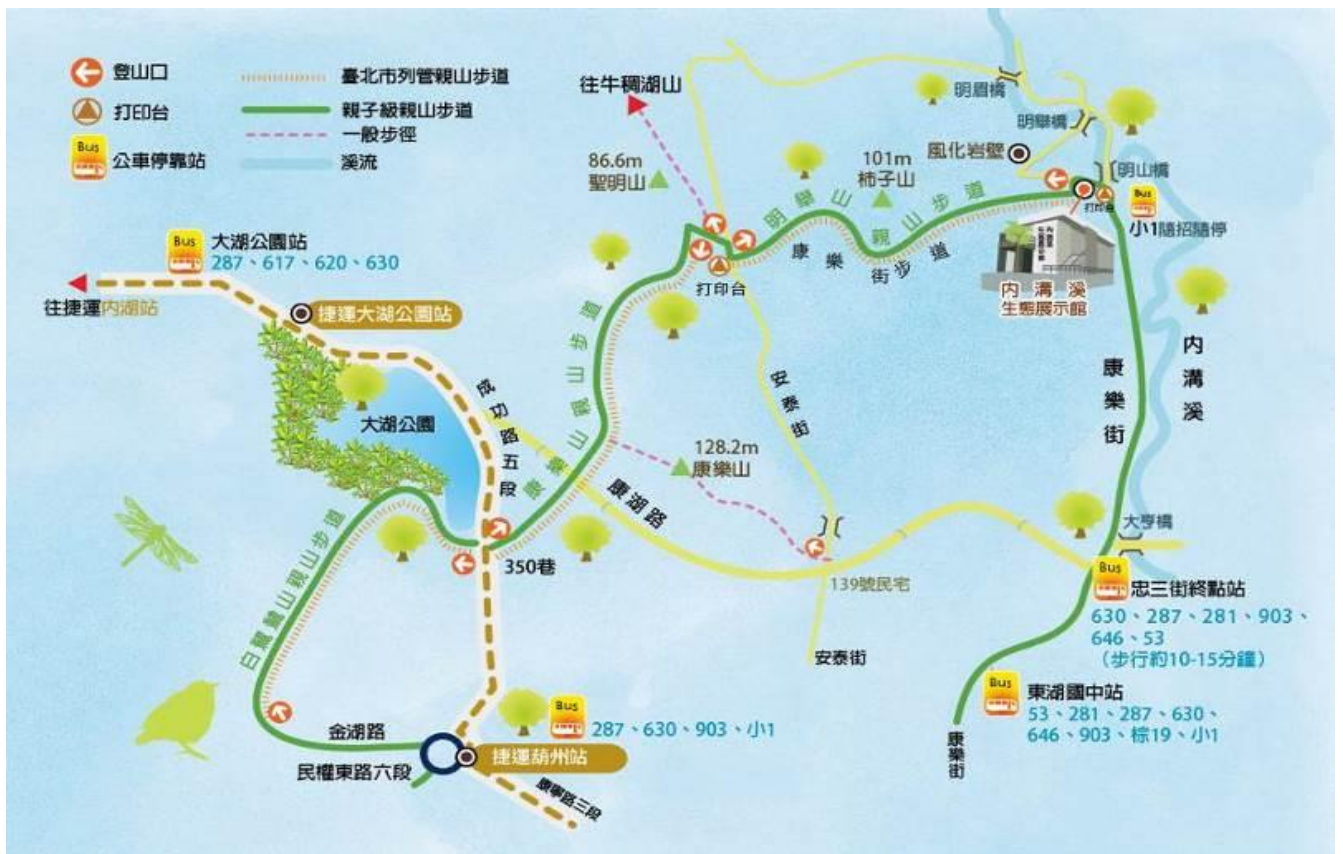 登山口
臺北市列管親山步道
打印台
親子級親山步道
一般步徑
Bus
公車停靠站
溪流
往牛稠湖山
86.6m
聖明山
101m
柿子山
明眉橋
明舉橋
風化岩壁
明山橋
打印台
Bus
小1隨招隨停
明舉山親山步道
康樂街步道
打印台
內溝溪
生態展示館
內溝溪
康樂街
Bus
大湖公園站
287、617、620、630
往捷運內湖站
捷運大湖公園站
大湖公園
成功路五段
康樂山親山步道
安泰街
128.2m
康樂山
康湖路
350巷
白鷺鷥山親山步道
139號民宅
安泰街
大亨橋
Bus
忠三街終點站
630、287、281、903、
646、53
(步行約10-15分鐘)
Bus
東湖國中站
53、281、287、630、
646、903、棕19、小1
康樂街
Bus
287、630、903、小1
金湖路
捷運葫州站
民權東路六段
康寧路三段